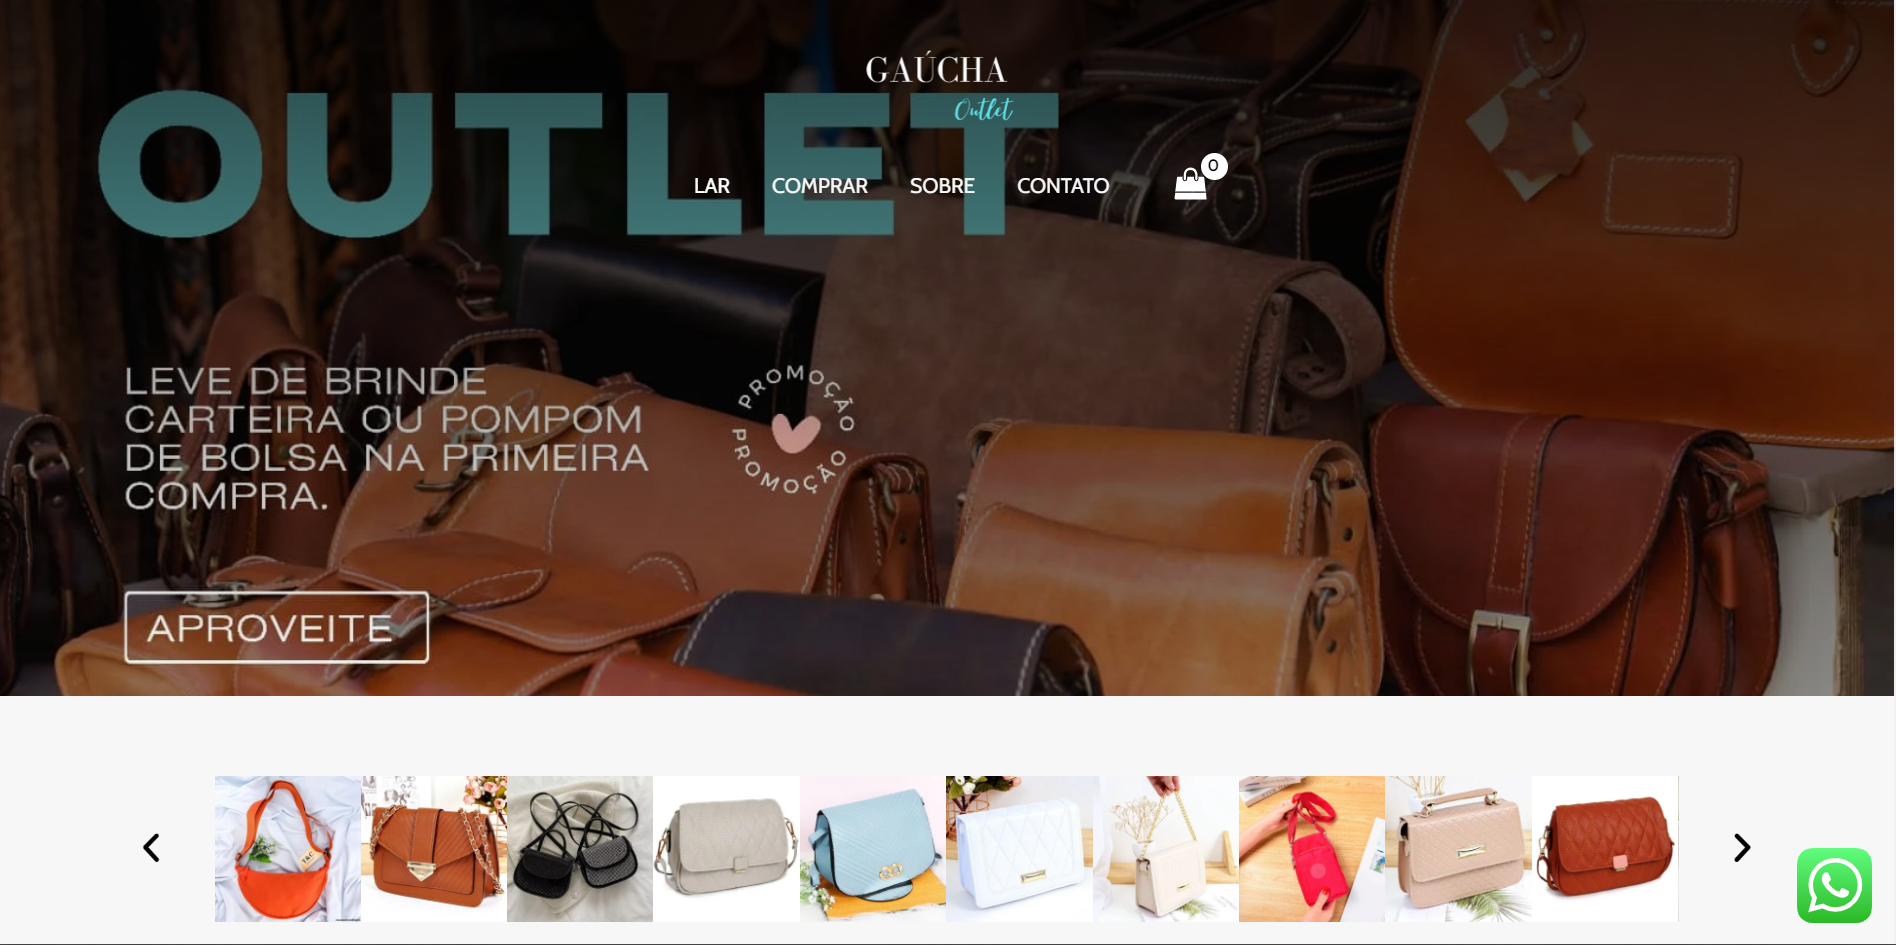 GAÚCHA
Outlet
OUTLET
LAR COMPRAR SOBRE CONTATO 0
LEVE DE BRINDE
CARTEIRA OU POMPOM
DE BOLSA NA PRIMEIRA
COMPRA.
PROMOÇÃO
PROMOÇÃO
APROVEITE